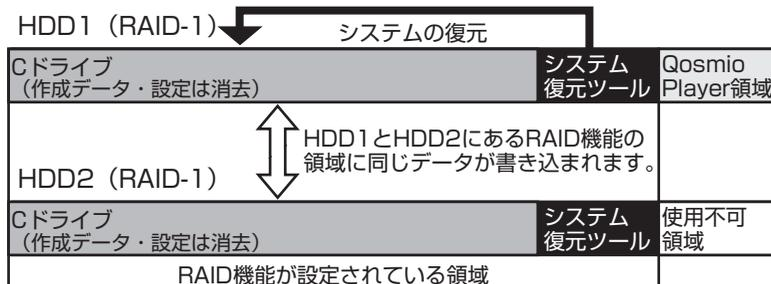 HDD1（RAID-1）
システムの復元
Cドライブ
（作成データ・設定は消去）
システム
復元ツール
Qosmio
Player領域
HDD1とHDD2にあるRAID機能の
領域に同じデータが書き込まれます。
HDD2（RAID-1）
Cドライブ
（作成データ・設定は消去）
システム
復元ツール
使用不可
領域
RAID機能が設定されている領域